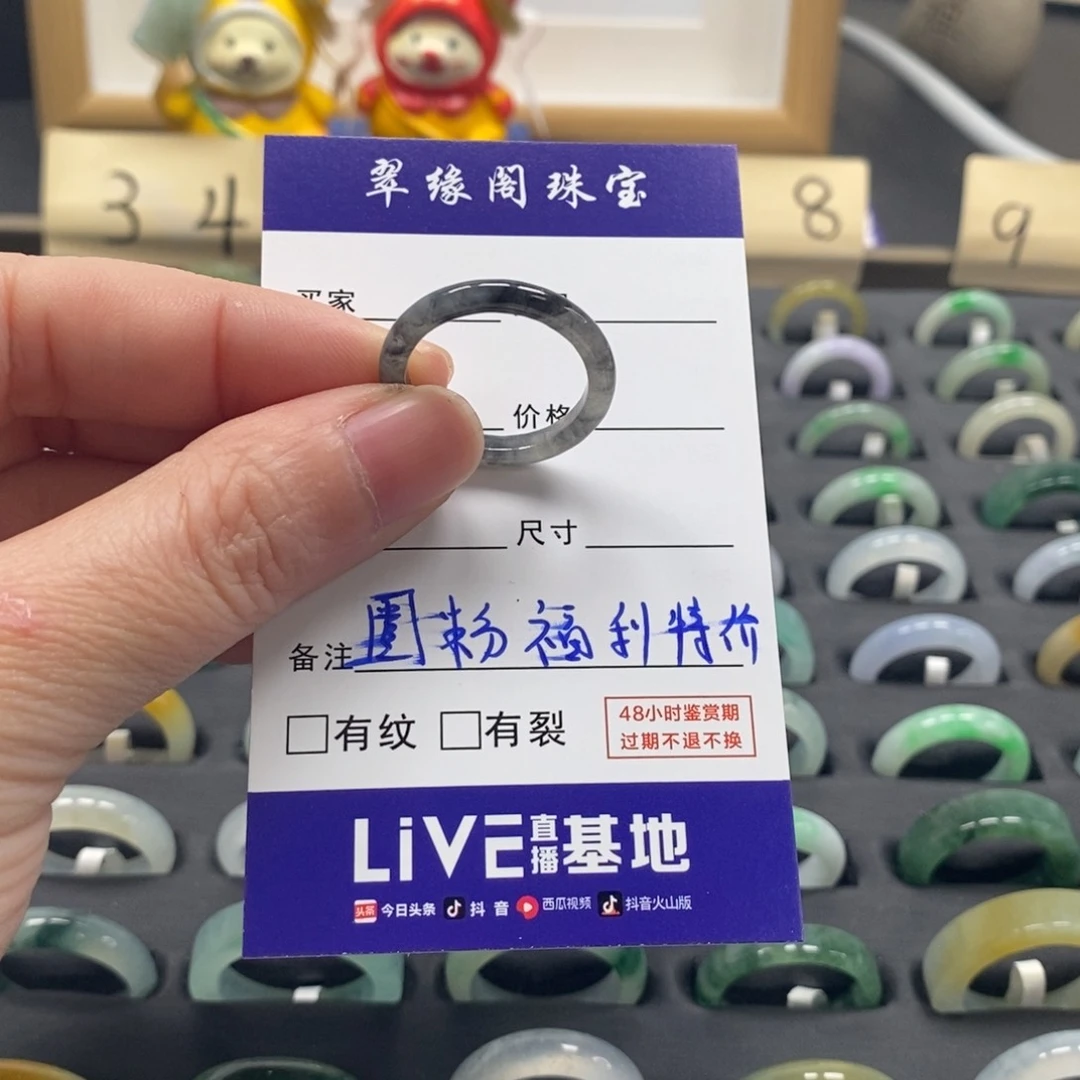 3 4
8
9
翠缘阁珠宝
买家
价格
尺寸
备注 团粉福利特价
有纹 有裂
48小时鉴赏期
过期不退不换
LiVE直播基地
头条 今日头条 抖音 西瓜视频 抖音火山版